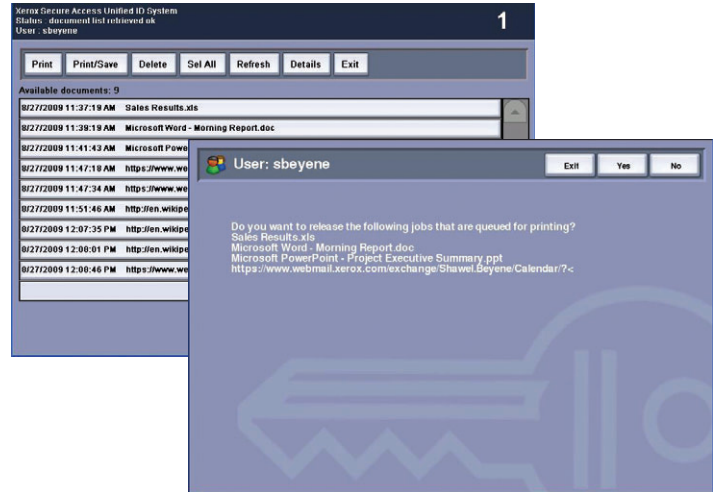 Xerox Secure Access Unified ID System
Status : document list retrieved ok
User : sbeyene
1
Print Print/Save Delete Sel All Refresh Details Exit
Available documents: 9
8/27/2009 11:37:19 AM Sales Results.xls
8/27/2009 11:39:19 AM Microsoft Word - Morning Report.doc
8/27/2009 11:41:43 AM Microsoft Powe
8/27/2009 11:47:18 AM https://www.we
8/27/2009 11:47:34 AM https://www.we
8/27/2009 11:51:46 AM http://en.wikipe
8/27/2009 12:07:35 PM http://en.wikipe
8/27/2009 12:08:01 PM http://en.wikipe
8/27/2009 12:08:46 PM https://www.we
User: sbeyene
Exit Yes No
Do you want to release the following jobs that are queued for printing?
Sales Results.xls
Microsoft Word - Morning Report.doc
Microsoft PowerPoint - Project Executive Summary.ppt
https://www.webmail.xerox.com/exchange/Shawel.Beyene/Calendar/?<